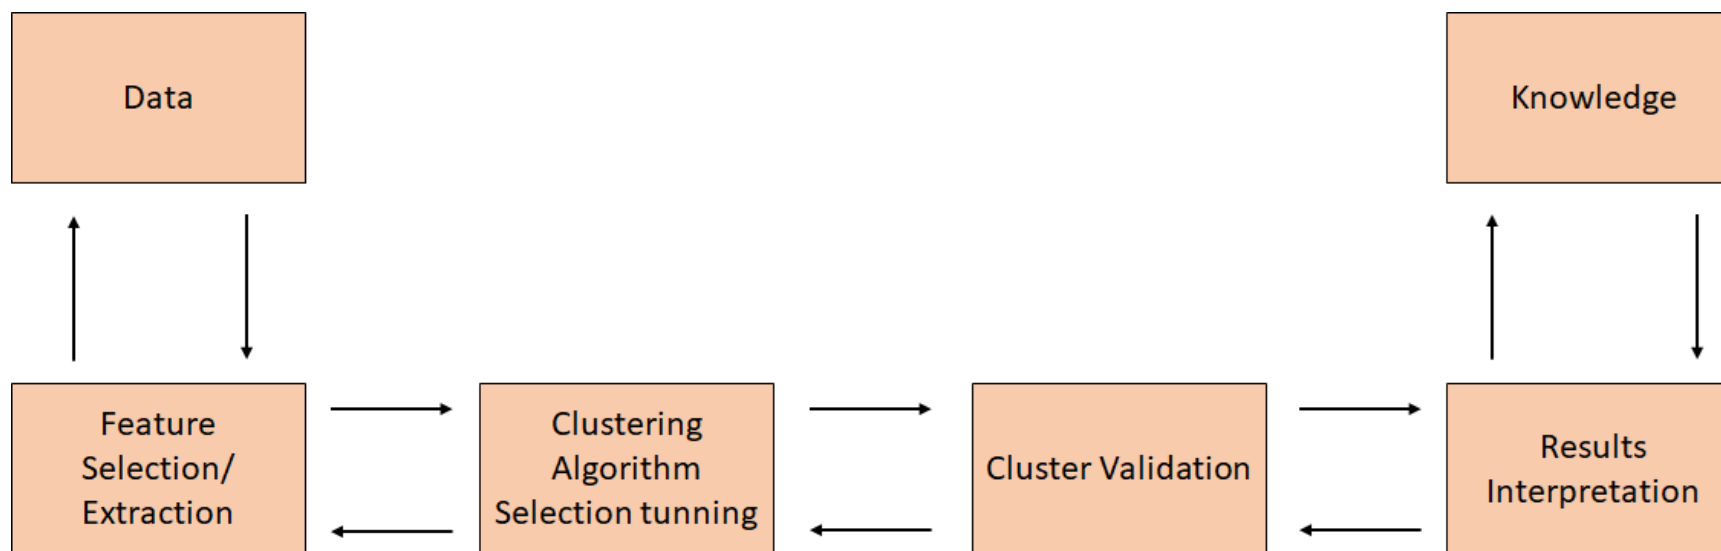 Data
Knowledge
Feature
Selection/
Extraction
Clustering
Algorithm
Selection tunning
Cluster Validation
Results
Interpretation